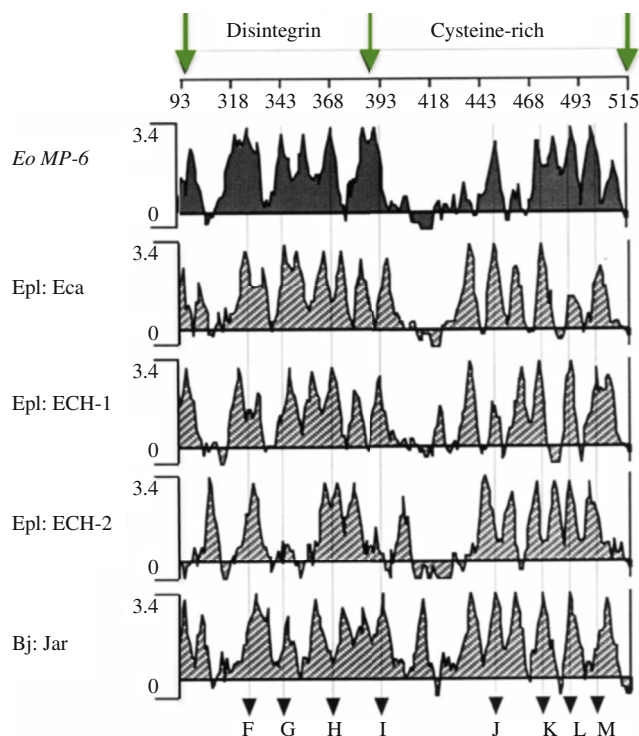 Disintegrin Cysteine-rich
93 318 343 368 393 418 443 468 493 515
3.4
Eo MP-6
0
3.4
Epl: Eca
0
3.4
Epl: ECH-1
0
3.4
Epl: ECH-2
0
3.4
Bj: Jar
0
F G H I J K L M